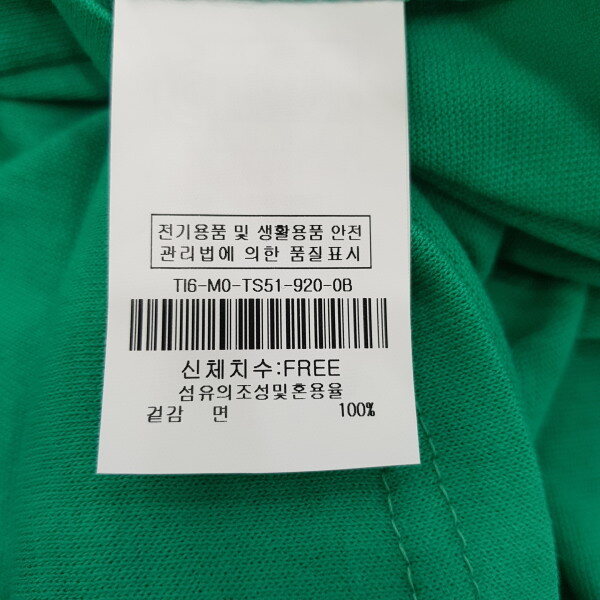 전기용품 및 생활용품 안전
관리법에 의한 품질표시
TI6-M0-TS51-920-0B
신체치수:FREE
섬유의조성및혼용율
겉감 면 100%